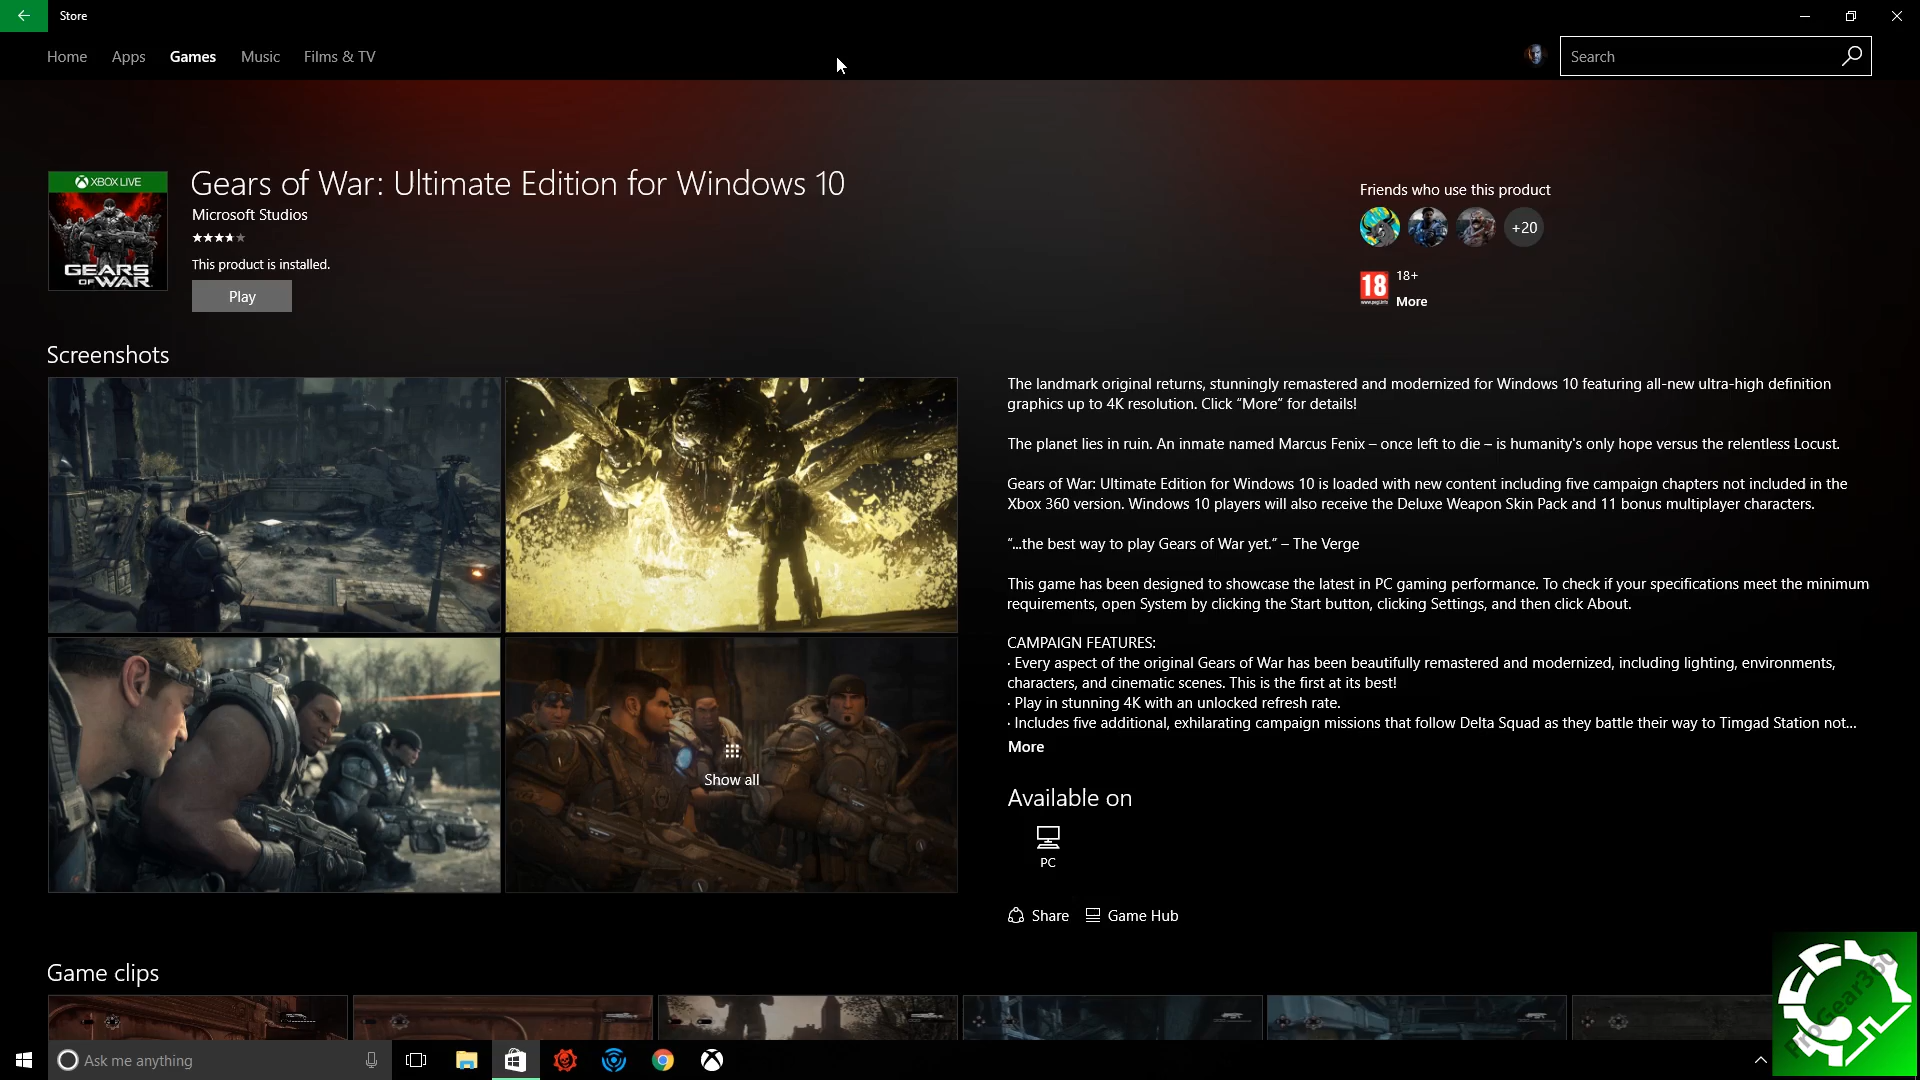 Store
Home Apps Games Music Films & TV
Search
XBOX LIVE
GEARS
OF WAR
Gears of War: Ultimate Edition for Windows 10
Microsoft Studios
This product is installed.
Play
Friends who use this product
+20
18
www.pegi.info
18+
More
Screenshots
Show all
The landmark original returns, stunningly remastered and modernized for Windows 10 featuring all-new ultra-high definition
graphics up to 4K resolution. Click “More” for details!
The planet lies in ruin. An inmate named Marcus Fenix – once left to die – is humanity's only hope versus the relentless Locust.
Gears of War: Ultimate Edition for Windows 10 is loaded with new content including five campaign chapters not included in the
Xbox 360 version. Windows 10 players will also receive the Deluxe Weapon Skin Pack and 11 bonus multiplayer characters.
“...the best way to play Gears of War yet.” – The Verge
This game has been designed to showcase the latest in PC gaming performance. To check if your specifications meet the minimum
requirements, open System by clicking the Start button, clicking Settings, and then click About.
CAMPAIGN FEATURES:
· Every aspect of the original Gears of War has been beautifully remastered and modernized, including lighting, environments,
characters, and cinematic scenes. This is the first at its best!
· Play in stunning 4K with an unlocked refresh rate.
· Includes five additional, exhilarating campaign missions that follow Delta Squad as they battle their way to Timgad Station not...
More
Available on
PC
Share Game Hub
Game clips
ProGear360
Ask me anything